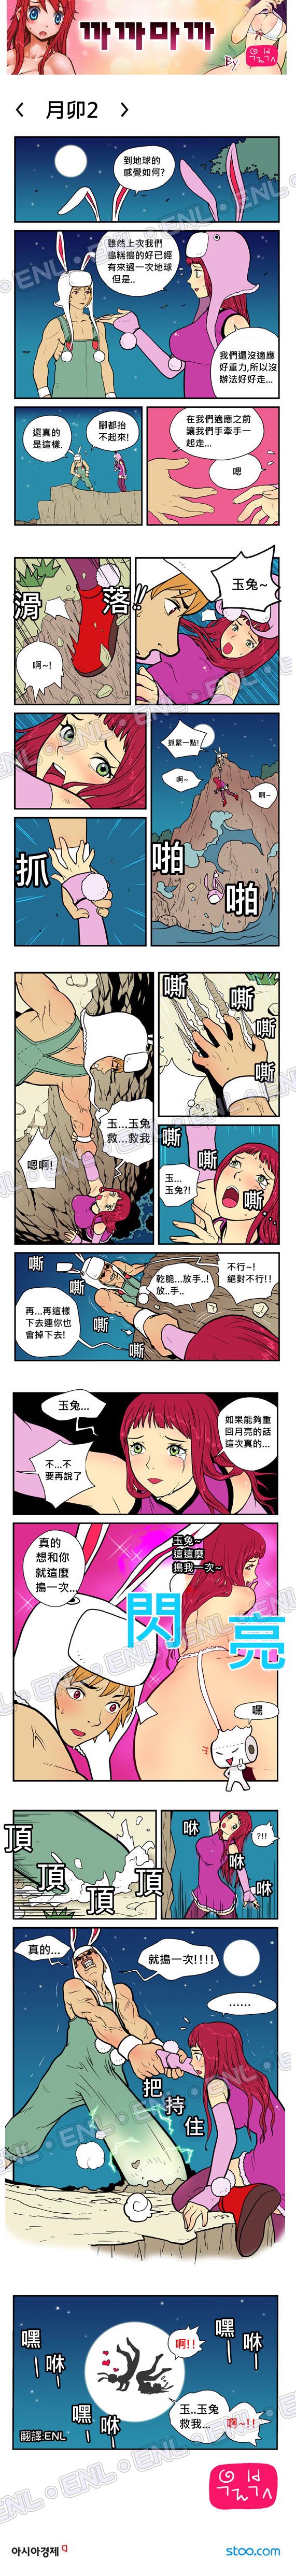 까까마까
By.
< 月卯2 >
到地球的
感覺如何?
雖然上次我們
搗糕搗的好已經
有來過一次地球
但是..
我們還沒適應
好重力,所以沒
辦法好好走...
還真的
是這樣.
腳都抬
不起來!
在我們適應之前
讓我們手牽手一
起走...
嗯
滑
落!!
啊~!
玉兔~
抓緊一點!
啊~
啊~
抓
啪
啪
嘶
嘶
嘶
嘶
玉...玉兔
救...救我
嗯啊!
嘶
嘶
嘶
玉...
玉兔?!
嘶
嘶
嘶
嘶
乾脆...放手..!
放..手..
不行~!
絕對不行!!
再...再這樣
下去連你也
會掉下去!
玉兔...
不...不
要再說了
如果能夠重
回月亮的話
這次真的...
真的
想和你
就這麼
搗一次...
玉兔~
這這麼
搗我一次~
閃
亮
嘿
頂
頂
頂
頂
咻
咻
咻
?!!
真的...
就搗一次!!!!
......
把
持
住
嘿
咻
嘿
咻
嘿
咻
啊!!
玉..玉兔
救我...
啊~!!
翻譯:ENL
아시아경제
stoo.com